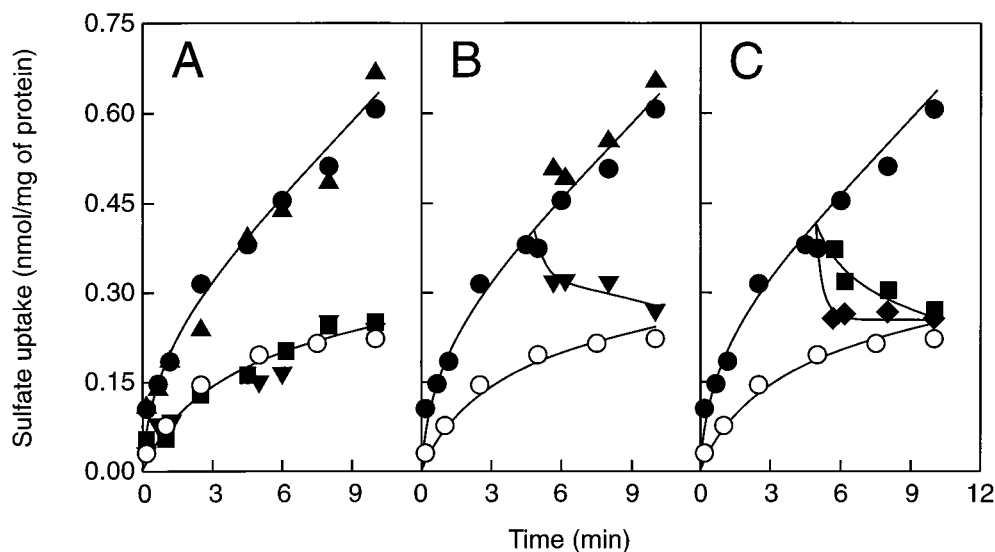 Sulfate uptake (nmol/mg of protein)
0.75
0.60
0.45
0.30
0.15
0.00
A
B
C
0 3 6 9 0 3 6 9 0 3 6 9 12
Time (min)